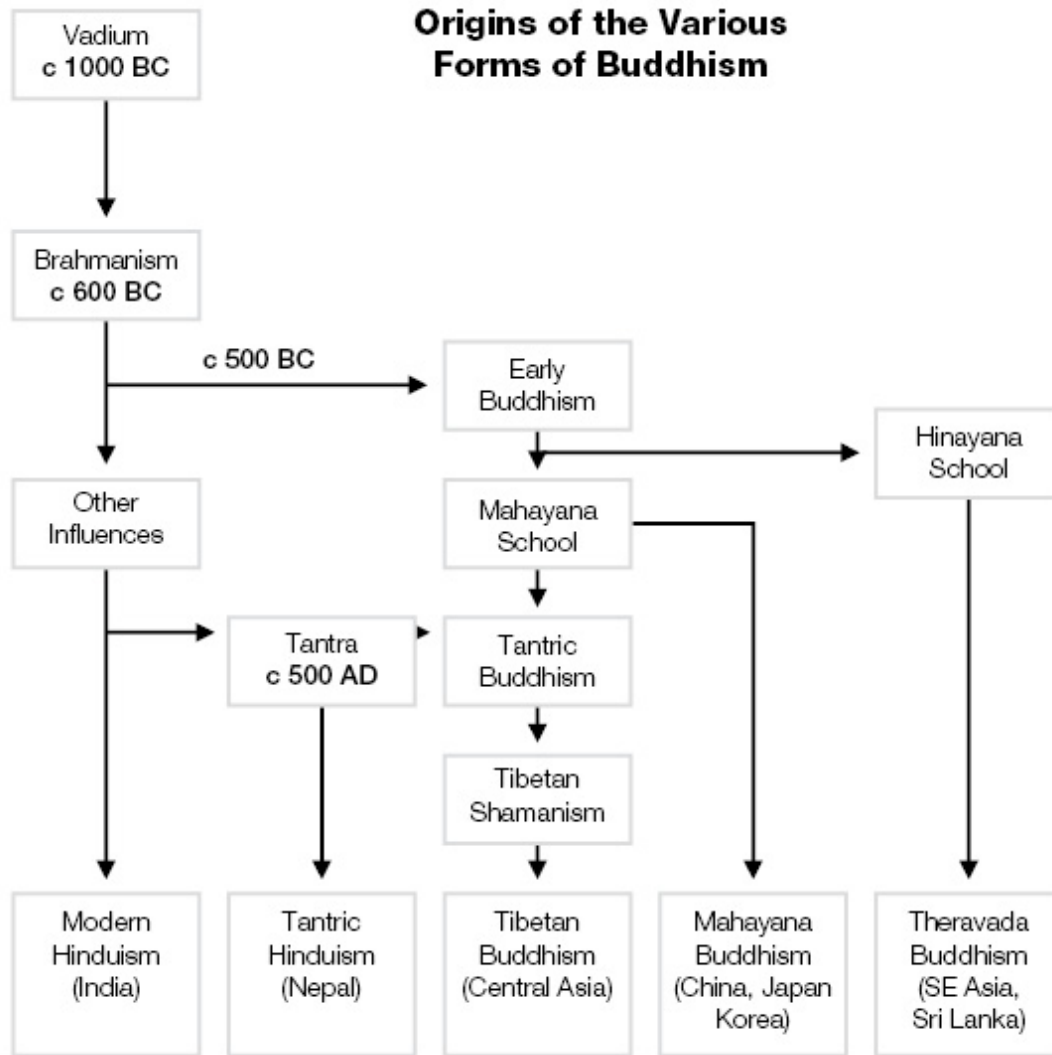 Origins of the Various
Forms of Buddhism
Vadium
c 1000 BC
Brahmanism
c 600 BC
c 500 BC
Early
Buddhism
Hinayana
School
Other
Influences
Mahayana
School
Tantra
c 500 AD
Tantric
Buddhism
Tibetan
Shamanism
Modern
Hinduism
(India)
Tantric
Hinduism
(Nepal)
Tibetan
Buddhism
(Central Asia)
Mahayana
Buddhism
(China, Japan
Korea)
Theravada
Buddhism
(SE Asia,
Sri Lanka)